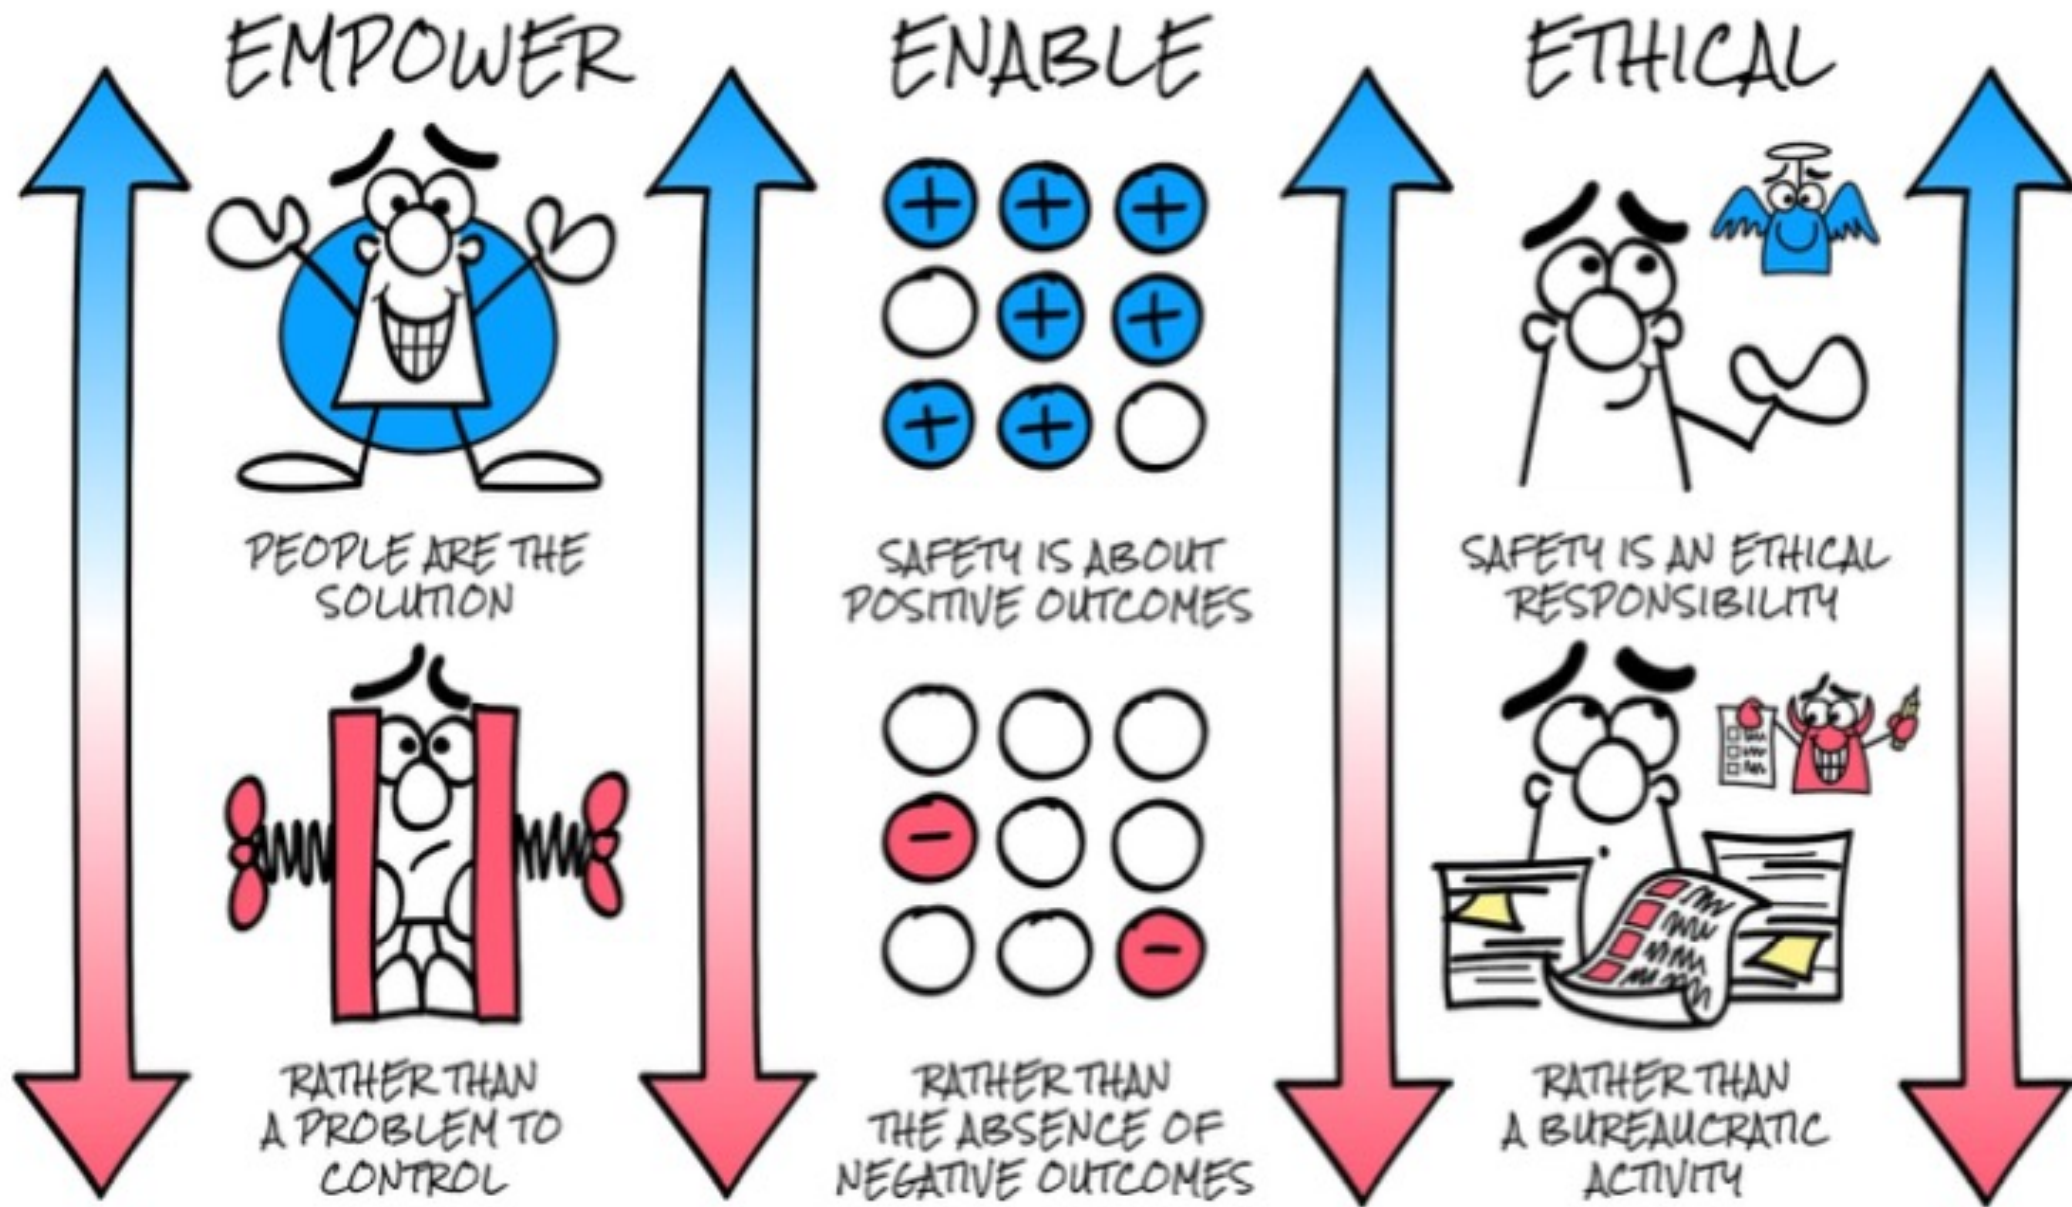 EMPOWER
PEOPLE ARE THE
SOLUTION
RATHER THAN
A PROBLEM TO
CONTROL
ENABLE
SAFETY IS ABOUT
POSITIVE OUTCOMES
RATHER THAN
THE ABSENCE OF
NEGATIVE OUTCOMES
ETHICAL
SAFETY IS AN ETHICAL
RESPONSIBILITY
RATHER THAN
A BUREAUCRATIC
ACTIVITY